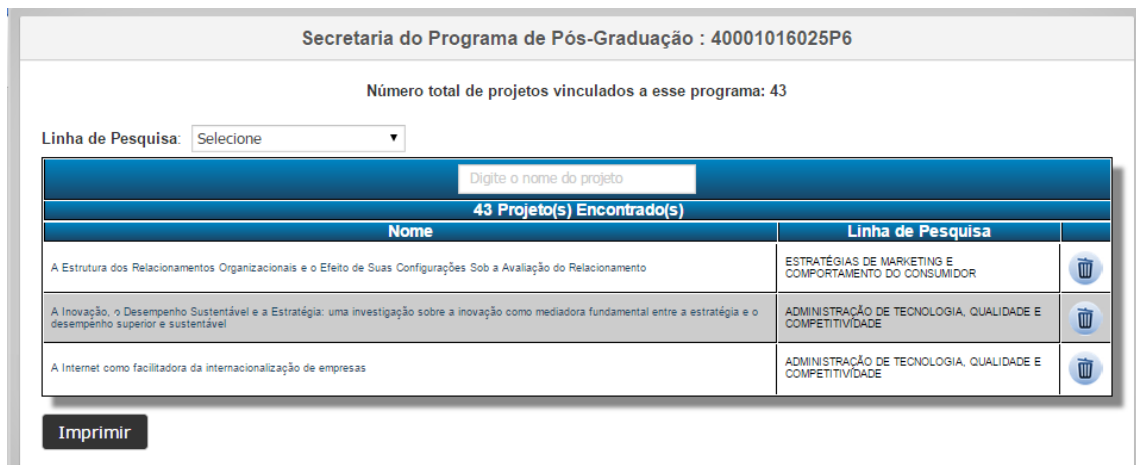 Secretaria do Programa de Pós-Graduação : 40001016025P6
Número total de projetos vinculados a esse programa: 43
Linha de Pesquisa: Selecione
Digite o nome do projeto
43 Projeto(s) Encontrado(s)
Nome Linha de Pesquisa
A Estrutura dos Relacionamentos Organizacionais e o Efeito de Suas Configurações Sob a Avaliação do Relacionamento
ESTRATÉGIAS DE MARKETING E
COMPORTAMENTO DO CONSUMIDOR
A Inovação, o Desempenho Sustentável e a Estratégia: uma investigação sobre a inovação como mediadora fundamental entre a estratégia e o
desempenho superior e sustentável
ADMINISTRAÇÃO DE TECNOLOGIA, QUALIDADE E
COMPETITIVIDADE
A Internet como facilitadora da internacionalização de empresas
ADMINISTRAÇÃO DE TECNOLOGIA, QUALIDADE E
COMPETITIVIDADE
Imprimir